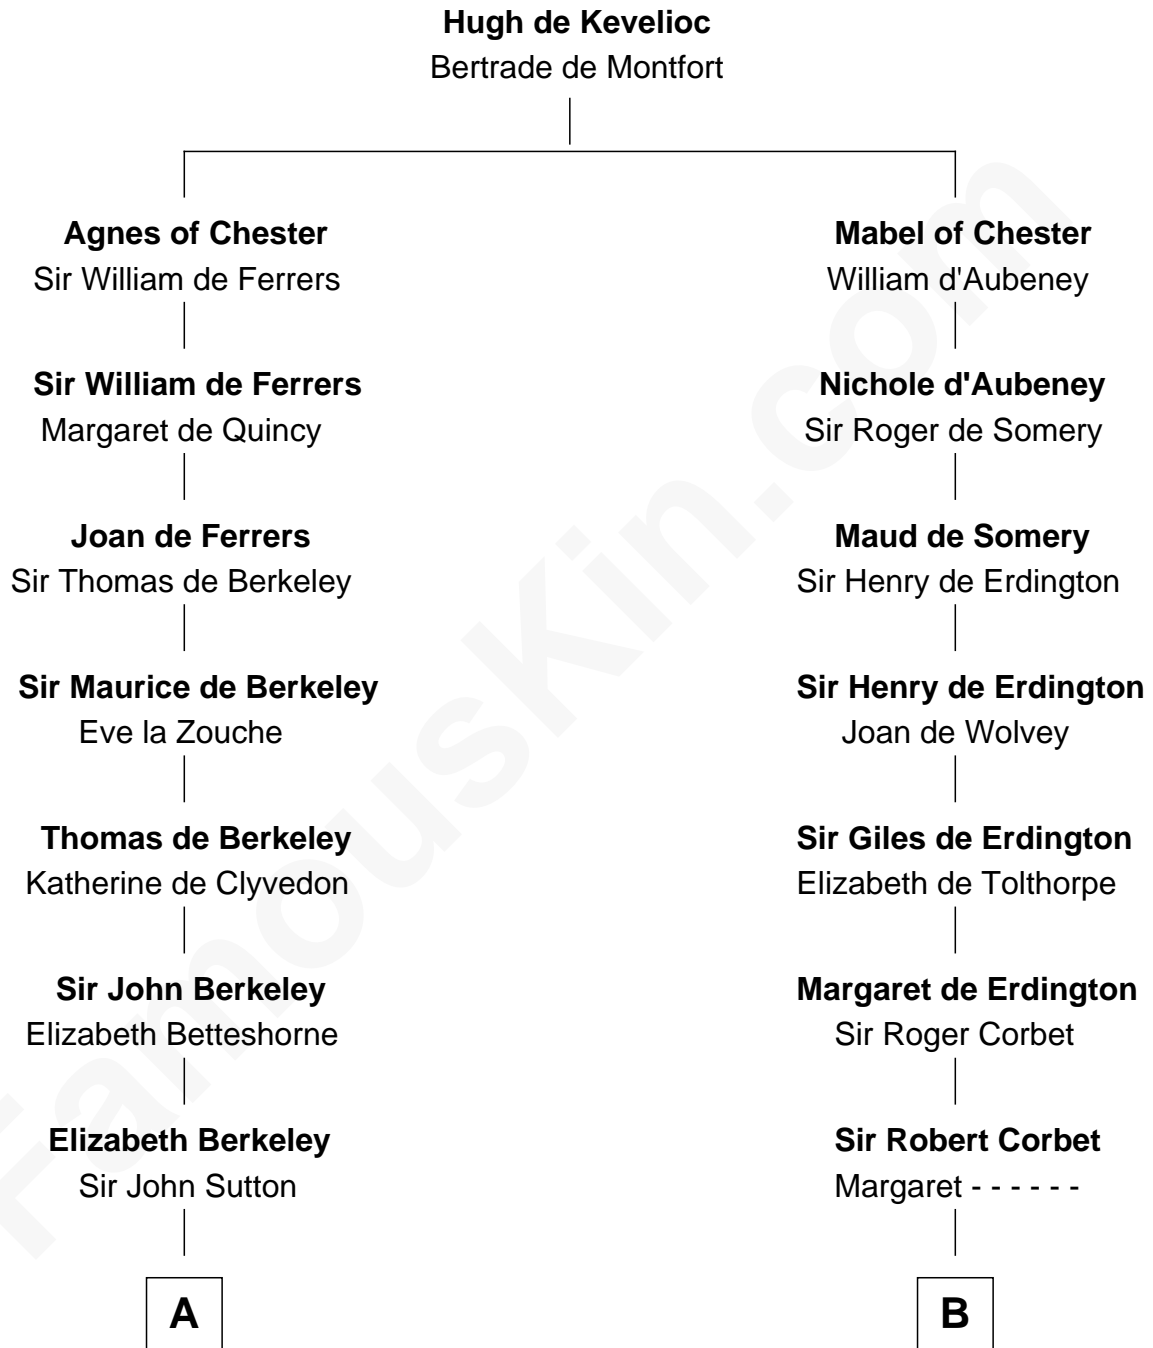 Hugh de Kevelioc
Bertrade de Montfort
Agnes of Chester
Sir William de Ferrers
Mabel of Chester
William d'Aubeney
Sir William de Ferrers
Margaret de Quincy
Nichole d'Aubeney
Sir Roger de Somery
Joan de Ferrers
Sir Thomas de Berkeley
Maud de Somery
Sir Henry de Erdington
Sir Maurice de Berkeley
Eve la Zouche
Sir Henry de Erdington
Joan de Wolvey
Thomas de Berkeley
Katherine de Clyvedon
Sir Giles de Erdington
Elizabeth de Tolthorpe
Sir John Berkeley
Elizabeth Betteshorne
Margaret de Erdington
Sir Roger Corbet
Elizabeth Berkeley
Sir John Sutton
Sir Robert Corbet
Margaret - - - - - -
A
B
FamousKin.com